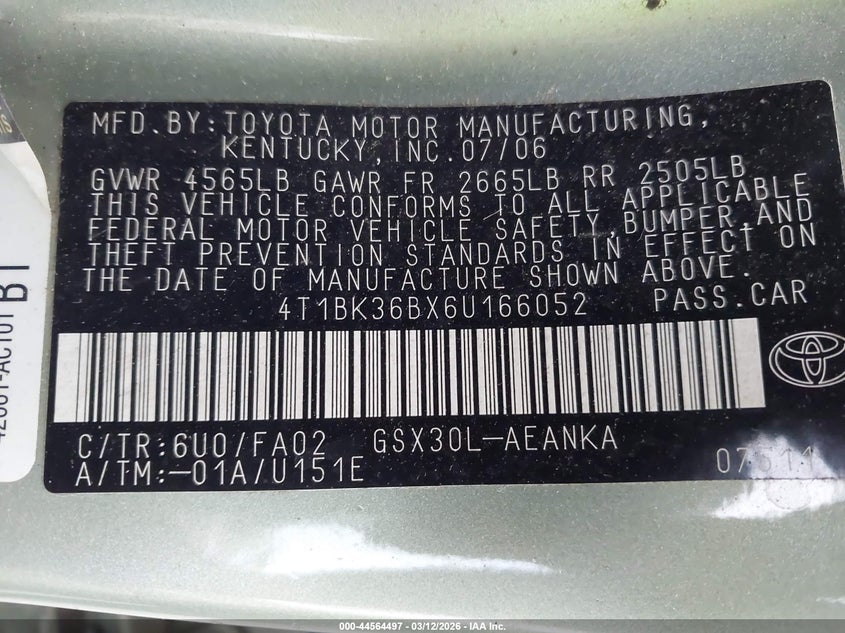 MFD.BY:TOYOTA MOTOR MANUFACTURING,
KENTUCKY,INC.07/06
GVWR 4565LB GAWR FR 2665LB RR 2505LB
THIS VEHICLE CONFORMS TO ALL APPLICABLE
FEDERAL MOTOR VEHICLE SAFETY,BUMPER,AND
THEFT PREVENTION STANDARDS IN EFFECT ON
THE DATE OF MANUFACTURE SHOWN ABOVE.
4T1BK36BX6U166052 PASS.CAR
C/TR:6U0/FA02 GSX30L-AEANKA
A/TM:-01A/U151E
B1
000-44564497 - 03/12/2026 - IAA Inc.